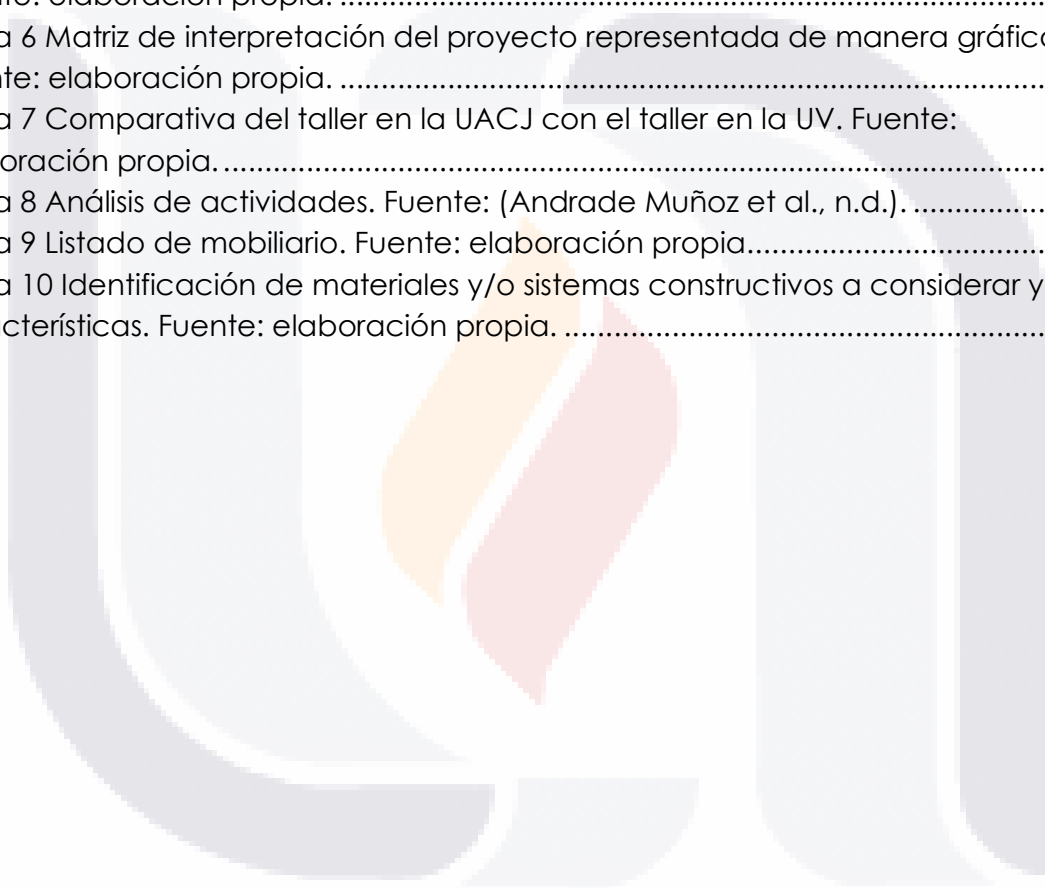 elaboración propia. ........................................................................................
a 6 Matriz de interpretación del proyecto representada de manera gráfica
nte: elaboración propia. ........................................................................................
a 7 Comparativa del taller en la UACJ con el taller en la UV. Fuente:
oración propia. ........................................................................................
a 8 Análisis de actividades. Fuente: (Andrade Muñoz et al., n.d.). ................
a 9 Listado de mobiliario. Fuente: elaboración propia....................................
a 10 Identificación de materiales y/o sistemas constructivos a considerar y
cterísticas. Fuente: elaboración propia. ..........................................................